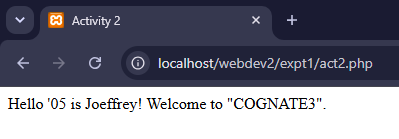 Activity 2
localhost/webdev2/expt1/act2.php
Hello '05 is Joeffrey! Welcome to "COGNATE3".